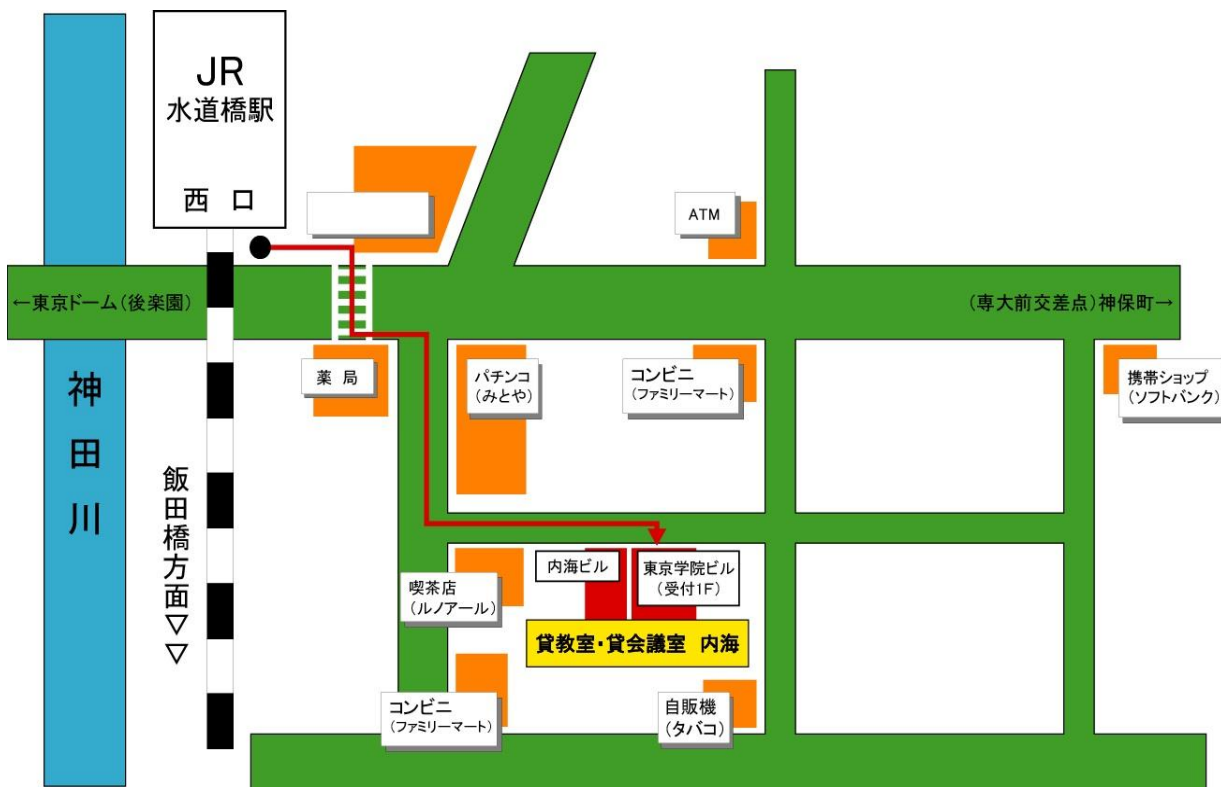 JR
水道橋駅
西 口
ATM
←東京ドーム(後楽園)
(専大前交差点)神保町→
薬 局
パチンコ
(みとや)
コンビニ
(ファミリーマート)
携帯ショップ
(ソフトバンク)
神田川
飯田橋方面▽▽
内海ビル
東京学院ビル
(受付1F)
喫茶店
(ルノアール)
貸教室・貸会議室 内海
コンビニ
(ファミリーマート)
自販機
(タバコ)